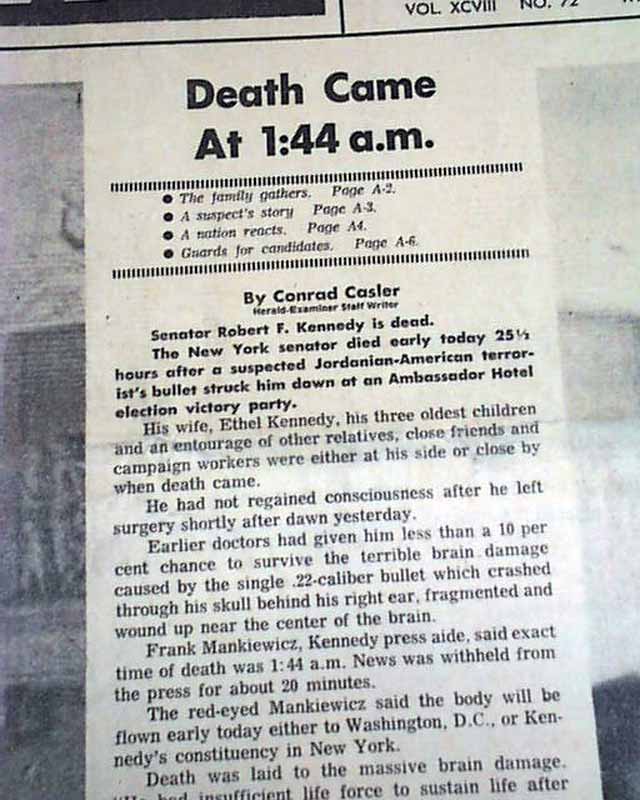 VOL. XCVIII NO. 72
Death Came
At 1:44 a.m.
● The family gathers. Page A-2.
● A suspect's story Page A-3.
● A nation reacts. Page A4.
● Guards for candidates. Page A-6.
By Conrad Casler
Herald-Examiner Staff Writer
Senator Robert F. Kennedy is dead.
The New York senator died early today 25½
hours after a suspected Jordanian-American terror-
ist's bullet struck him down at an Ambassador Hotel
election victory party.
His wife, Ethel Kennedy, his three oldest children
and an entourage of other relatives, close friends and
campaign workers were either at his side or close by
when death came.
He had not regained consciousness after he left
surgery shortly after dawn yesterday.
Earlier doctors had given him less than a 10 per
cent chance to survive the terrible brain damage
caused by the single .22-caliber bullet which crashed
through his skull behind his right ear, fragmented and
wound up near the center of the brain.
Frank Mankiewicz, Kennedy press aide, said exact
time of death was 1:44 a.m. News was withheld from
the press for about 20 minutes.
The red-eyed Mankiewicz said the body will be
flown early today either to Washington, D.C., or Ken-
nedy's constituency in New York.
Death was laid to the massive brain damage.
"He had insufficient life force to sustain life after